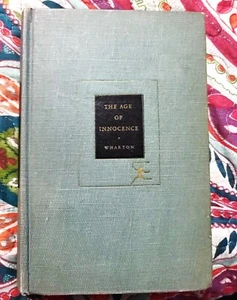 THE AGE
OF
INNOCENCE
WHARTON